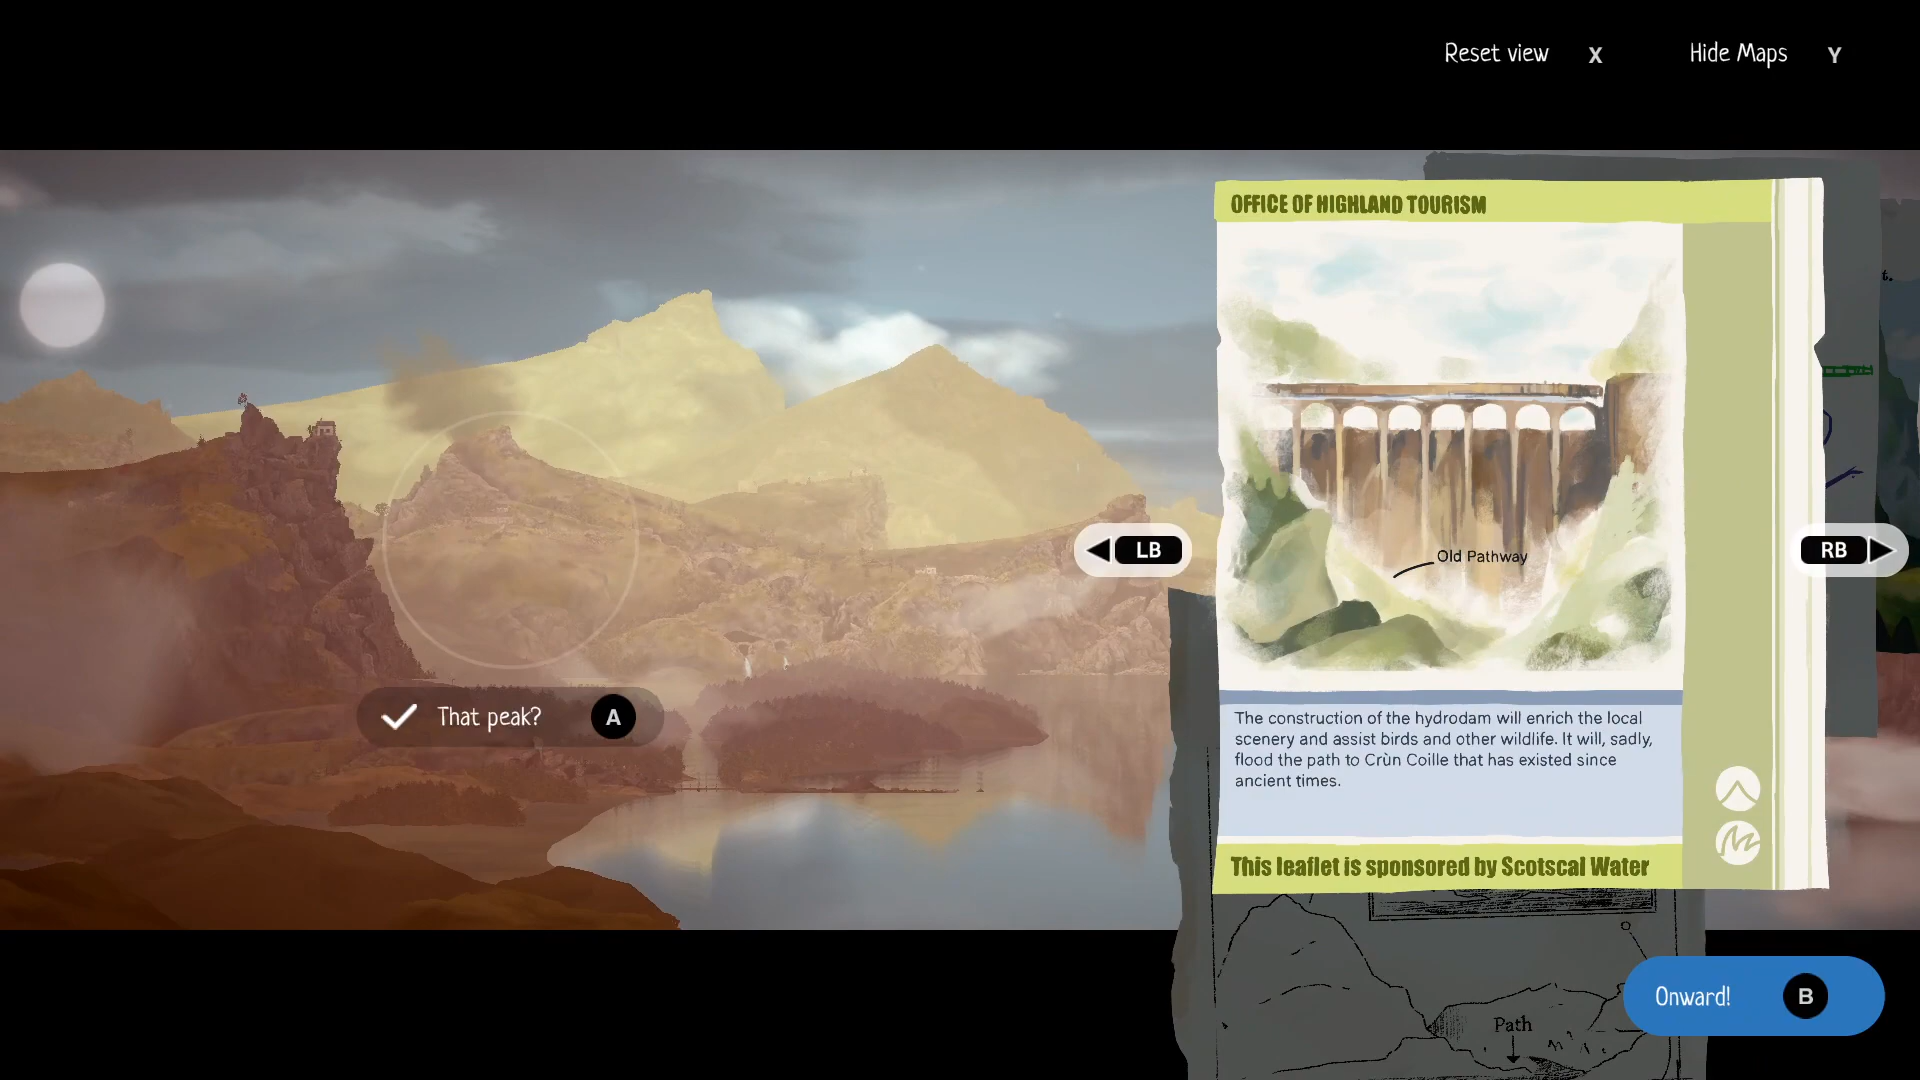 Reset view X Hide Maps Y
OFFICE OF HIGHLAND TOURISM
t.
LB
RB
Old Pathway
That peak? A
The construction of the hydrodam will enrich the local
scenery and assist birds and other wildlife. It will, sadly,
flood the path to Crùn Coille that has existed since
ancient times.
This leaflet is sponsored by Scotscal Water
Onward! B
Path